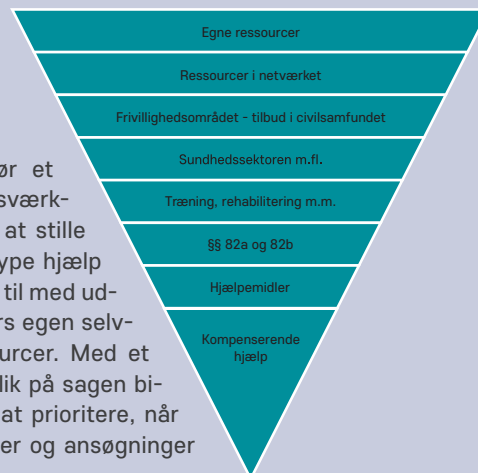 Egne ressourcer
Ressourcer i netværket
Frivillighedsområdet - tilbud i civilsamfundet
Sundhedssektoren m.fl.
Træning, rehabilitering m.m.
§§ 82a og 82b
Hjælpemidler
Kompenserende
hjælp
ør et
sværk-
at stille
ype hjælp
til med ud-
rs egen selv-
urcer. Med et
lik på sagen bi-
at prioritere, når
er og ansøgninger